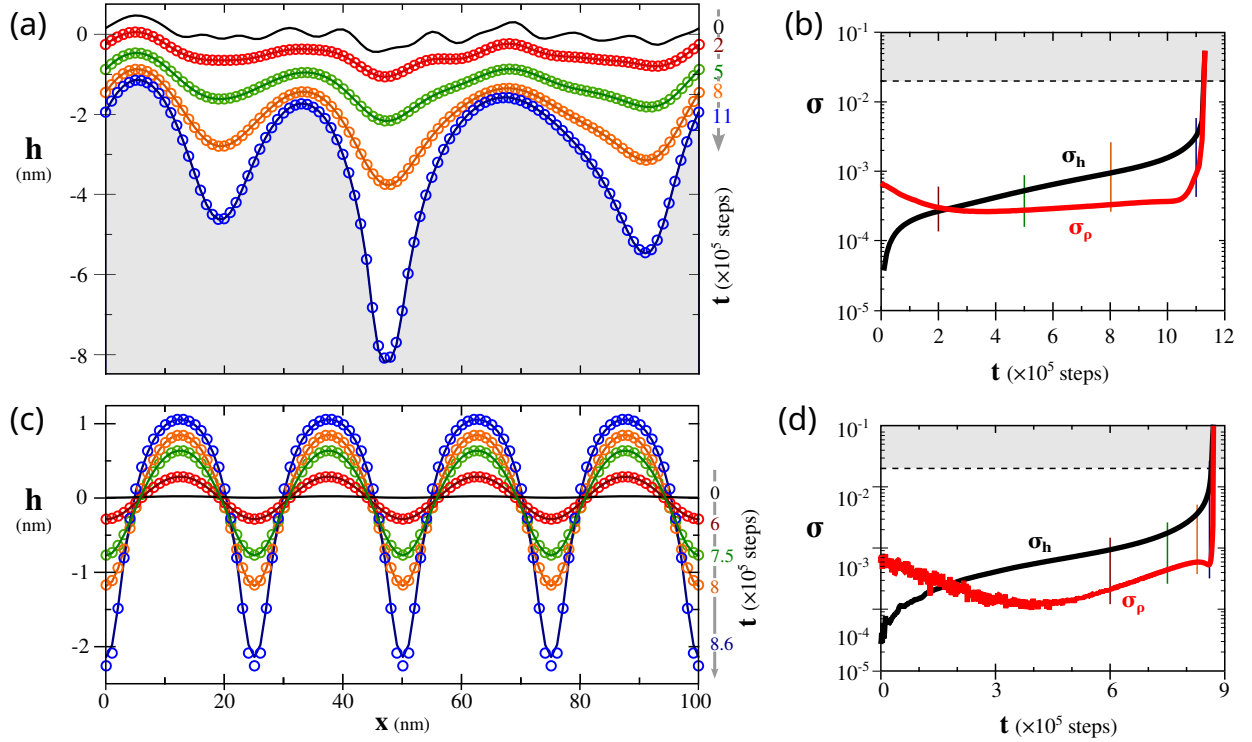 (a)
0
-2
-4
-6
-8
h
(nm)
0
2
5
8
11
t (×10⁵ steps)
(b)
10⁻¹
10⁻²
10⁻³
10⁻⁴
10⁻⁵
σ
σₕ
σᵨ
0 2 4 6 8 10 12
t (×10⁵ steps)
(c)
1
0
-1
-2
h
(nm)
0
6
7.5
8
8.6
t (×10⁵ steps)
0 20 40 60 80 100
x (nm)
(d)
10⁻¹
10⁻²
10⁻³
10⁻⁴
10⁻⁵
σ
σₕ
σᵨ
0 3 6 9
t (×10⁵ steps)